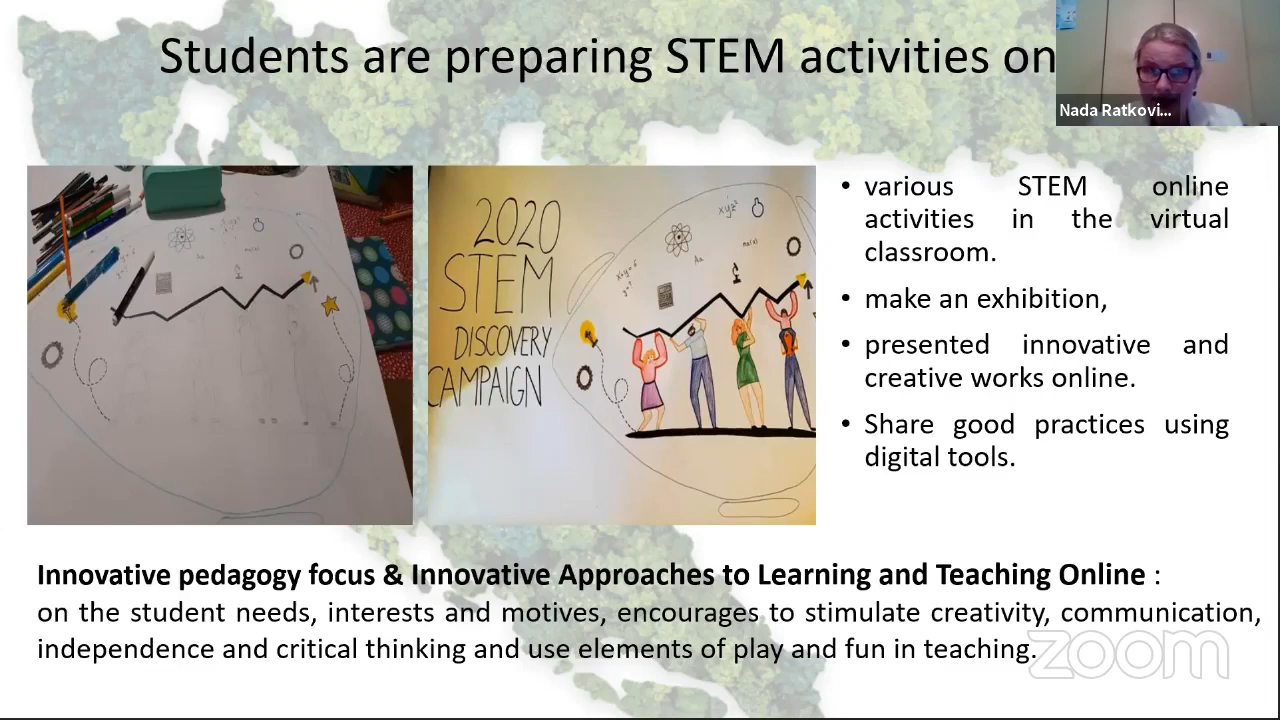 Students are preparing STEM activities on
Nada Ratkovi...
2020
STEM
DISCOVERY
CAMPAIGN
xyz²
x+y=6
y=?
Aa
• various STEM online
activities in the virtual
classroom.
• make an exhibition,
• presented innovative and
creative works online.
• Share good practices using
digital tools.
Innovative pedagogy focus & Innovative Approaches to Learning and Teaching Online :
on the student needs, interests and motives, encourages to stimulate creativity, communication,
independence and critical thinking and use elements of play and fun in teaching.
zoom